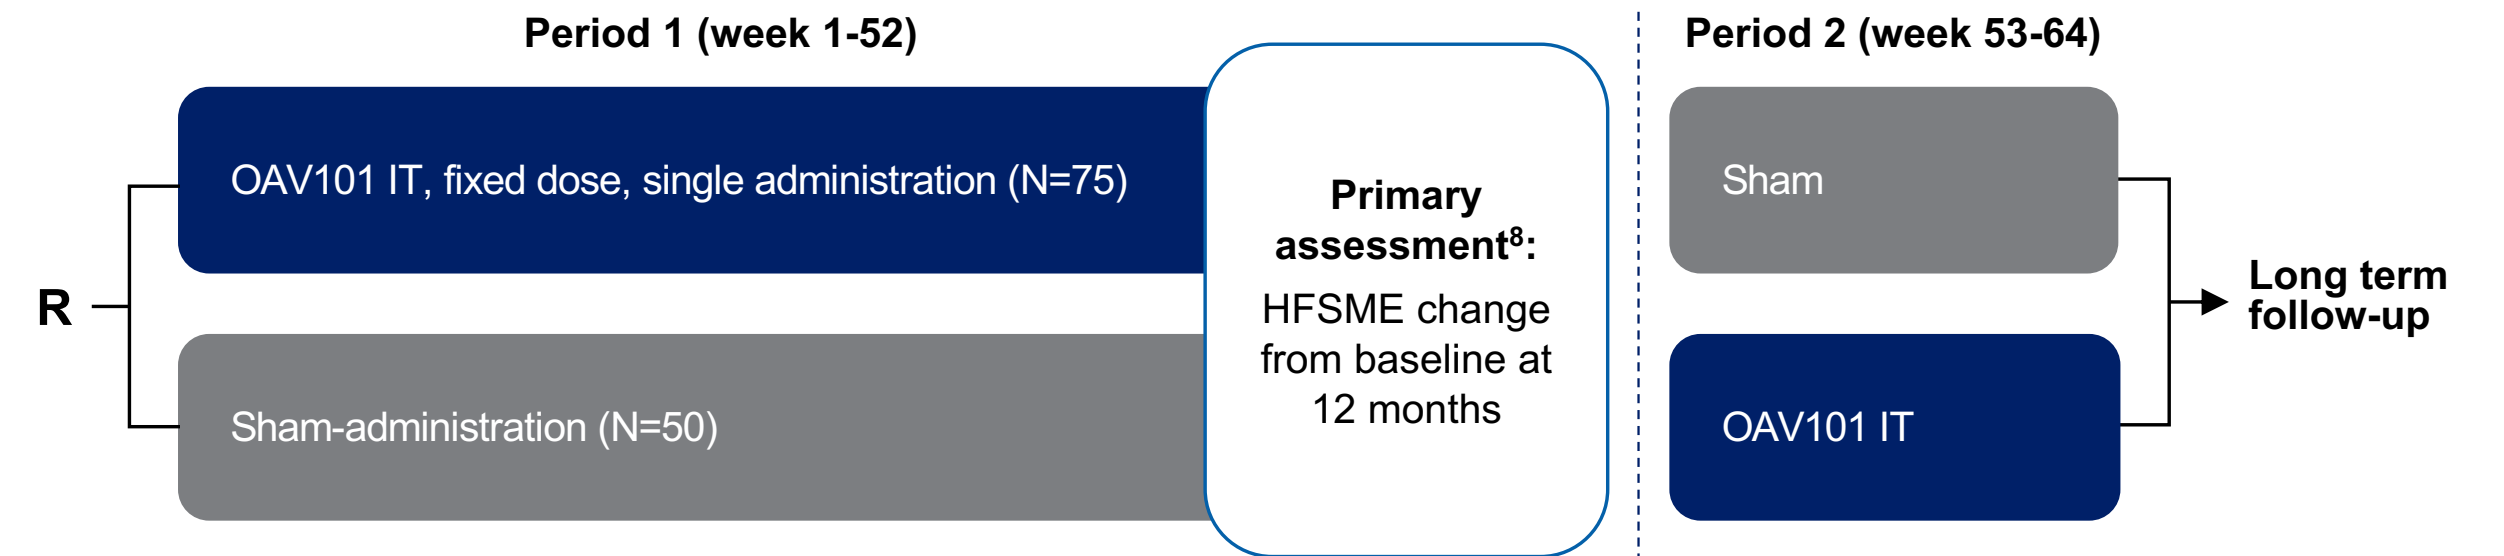 Period 1 (week 1-52)
Period 2 (week 53-64)
R
OAV101 IT, fixed dose, single administration (N=75)
Sham-administration (N=50)
Primary
assessment⁸:
HFSME change
from baseline at
12 months
Sham
OAV101 IT
Long term
follow-up